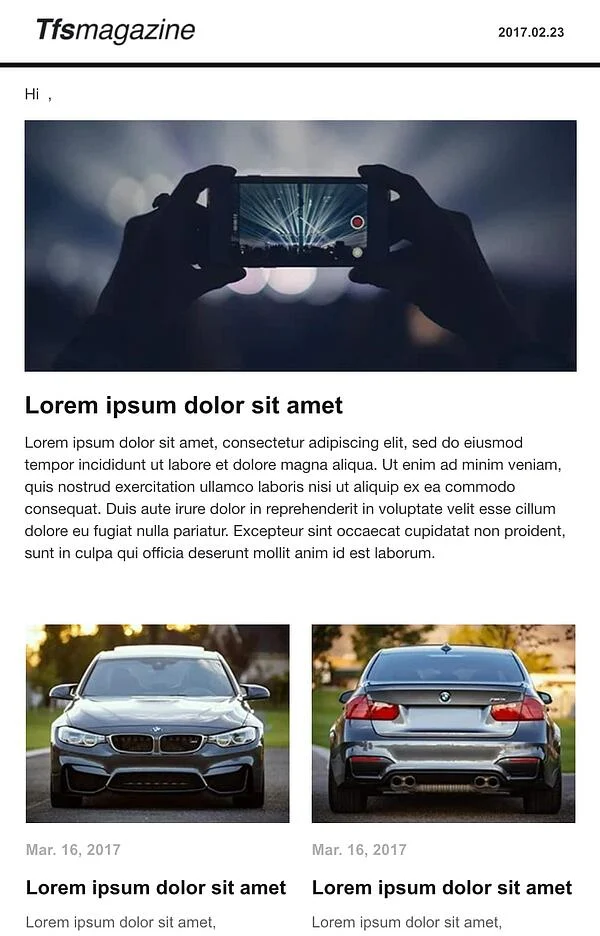 Tfsmagazine
2017.02.23
Hi ,
Lorem ipsum dolor sit amet
Lorem ipsum dolor sit amet, consectetur adipiscing elit, sed do eiusmod
tempor incididunt ut labore et dolore magna aliqua. Ut enim ad minim veniam,
quis nostrud exercitation ullamco laboris nisi ut aliquip ex ea commodo
consequat. Duis aute irure dolor in reprehenderit in voluptate velit esse cillum
dolore eu fugiat nulla pariatur. Excepteur sint occaecat cupidatat non proident,
sunt in culpa qui officia deserunt mollit anim id est laborum.
Mar. 16, 2017
Lorem ipsum dolor sit amet
Lorem ipsum dolor sit amet,
Mar. 16, 2017
Lorem ipsum dolor sit amet
Lorem ipsum dolor sit amet,